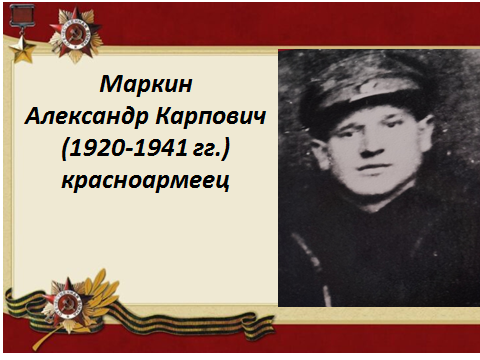 Маркин
Александр Карпович
(1920-1941 гг.)
красноармеец